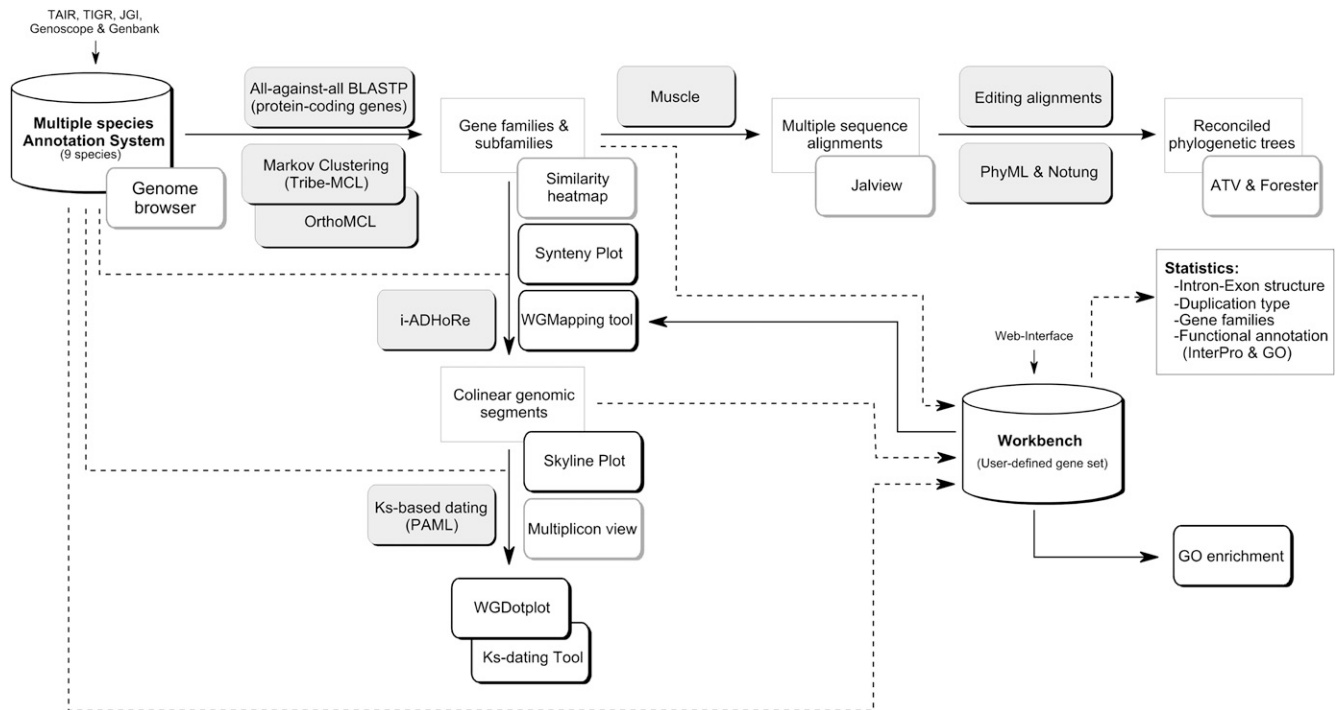 TAIR, TIGR, JGI,
Genoscope & Genbank
Multiple species
Annotation System
(9 species)
Genome
browser
All-against-all BLASTP
(protein-coding genes)
Markov Clustering
(Tribe-MCL)
OrthoMCL
Gene families &
subfamilies
Similarity
heatmap
Synteny Plot
WGMapping tool
i-ADHoRe
Muscle
Multiple sequence
alignments
Jalview
Editing alignments
PhyML & Notung
Reconciled
phylogenetic trees
ATV & Forester
Statistics:
-Intron-Exon structure
-Duplication type
-Gene families
-Functional annotation
(InterPro & GO)
Web-Interface
Workbench
(User-defined gene set)
GO enrichment
Colinear genomic
segments
Skyline Plot
Multiplicon view
Ks-based dating
(PAML)
WGDotplot
Ks-dating Tool